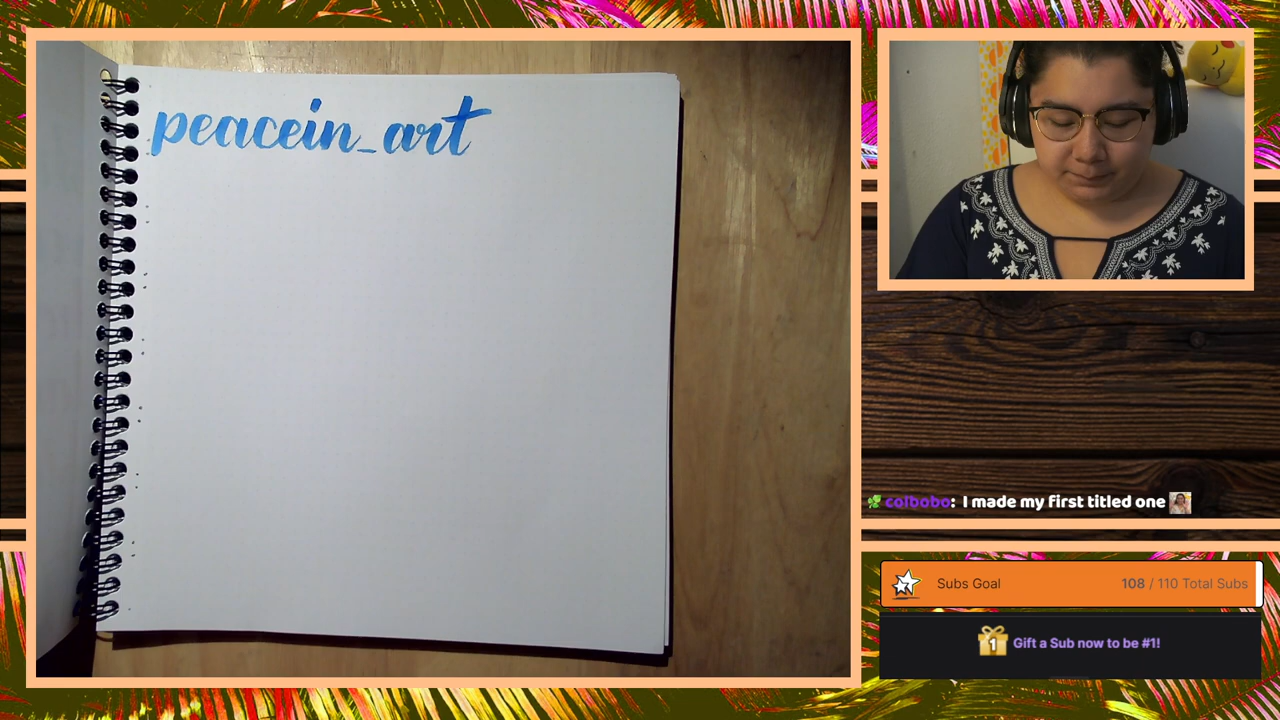 peacein_art
colbobo: I made my first titled one
Subs Goal 108 / 110 Total Subs
1 Gift a Sub now to be #1!